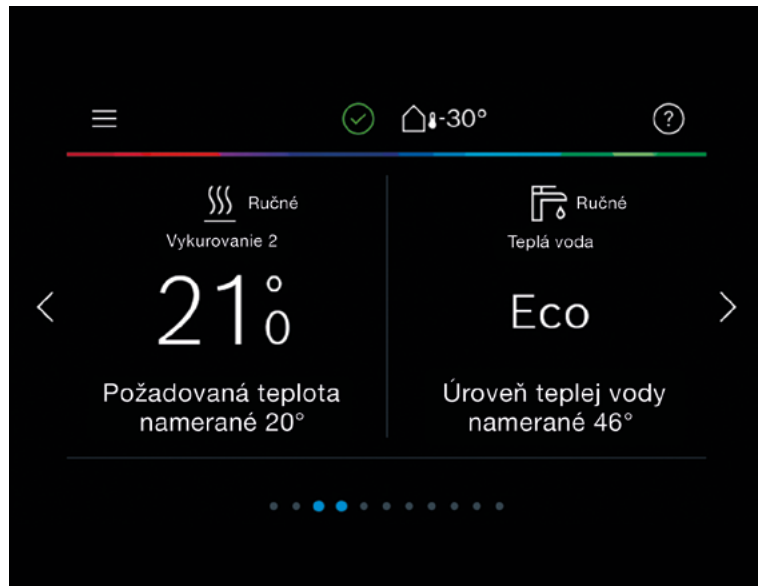 -30°
?
Ručné
Vykurovanie 2
21°0
Požadovaná teplota
namerané 20°
Ručné
Teplá voda
Eco
Úroveň teplej vody
namerané 46°